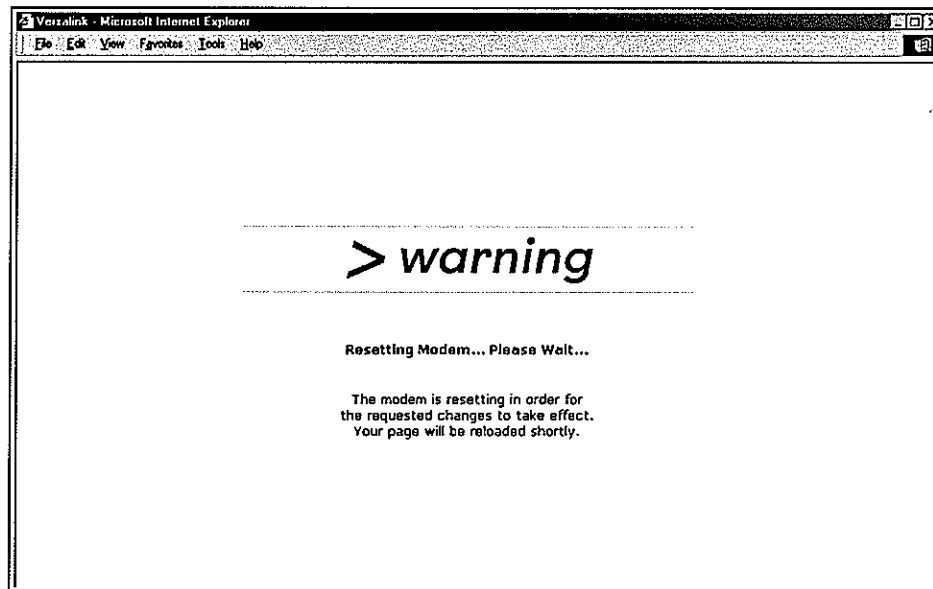 Versalink - Microsoft Internet Explorer
File Edit View Favorites Tools Help
> warning
Resetting Modem... Please Wait...
The modem is resetting in order for
the requested changes to take effect.
Your page will be reloaded shortly.